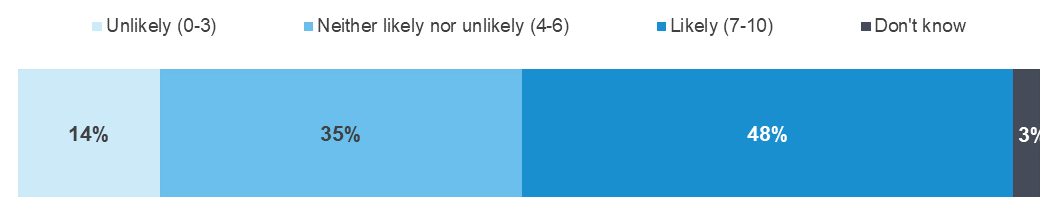 Unlikely (0-3) Neither likely nor unlikely (4-6) Likely (7-10) Don't know
14% 35% 48% 3%